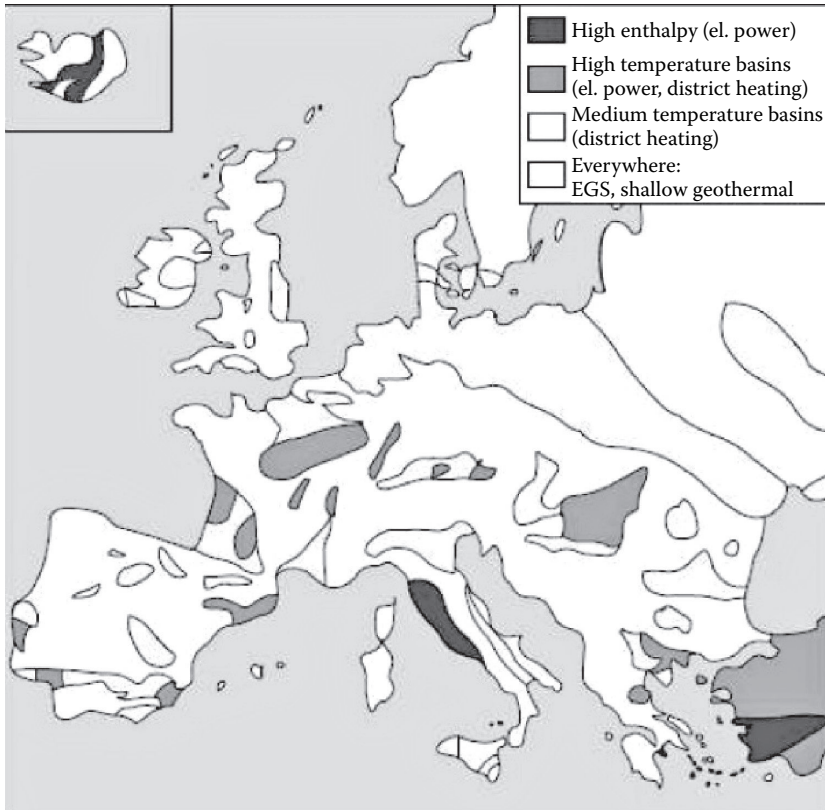 High enthalpy (el. power)
High temperature basins
(el. power, district heating)
Medium temperature basins
(district heating)
Everywhere:
EGS, shallow geothermal